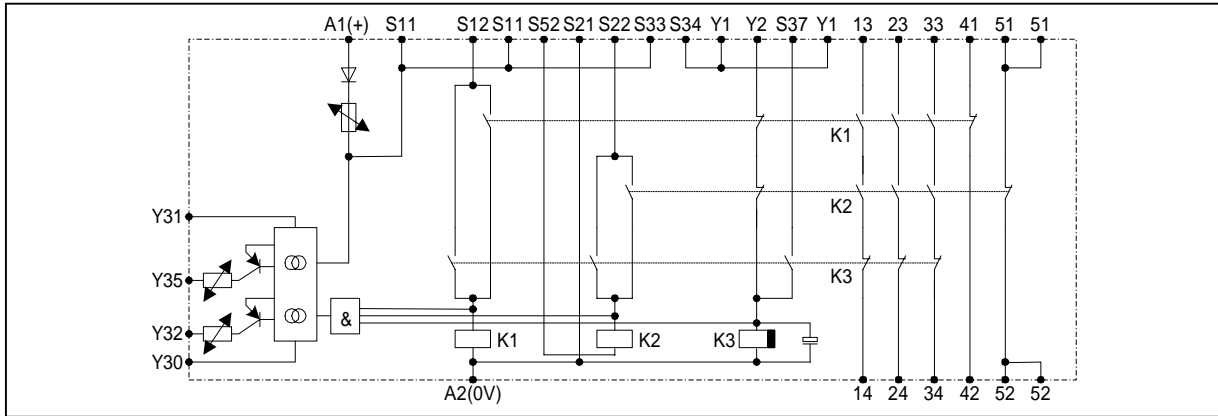 A1(+) S11 S12 S11 S52 S21 S22 S33 S34 Y1 Y2 S37 Y1 13 23 33 41 51 51
K1
K2
Y31
K3
Y35
&
Y32
K1 K2 K3
Y30
A2(0V) 14 24 34 42 52 52